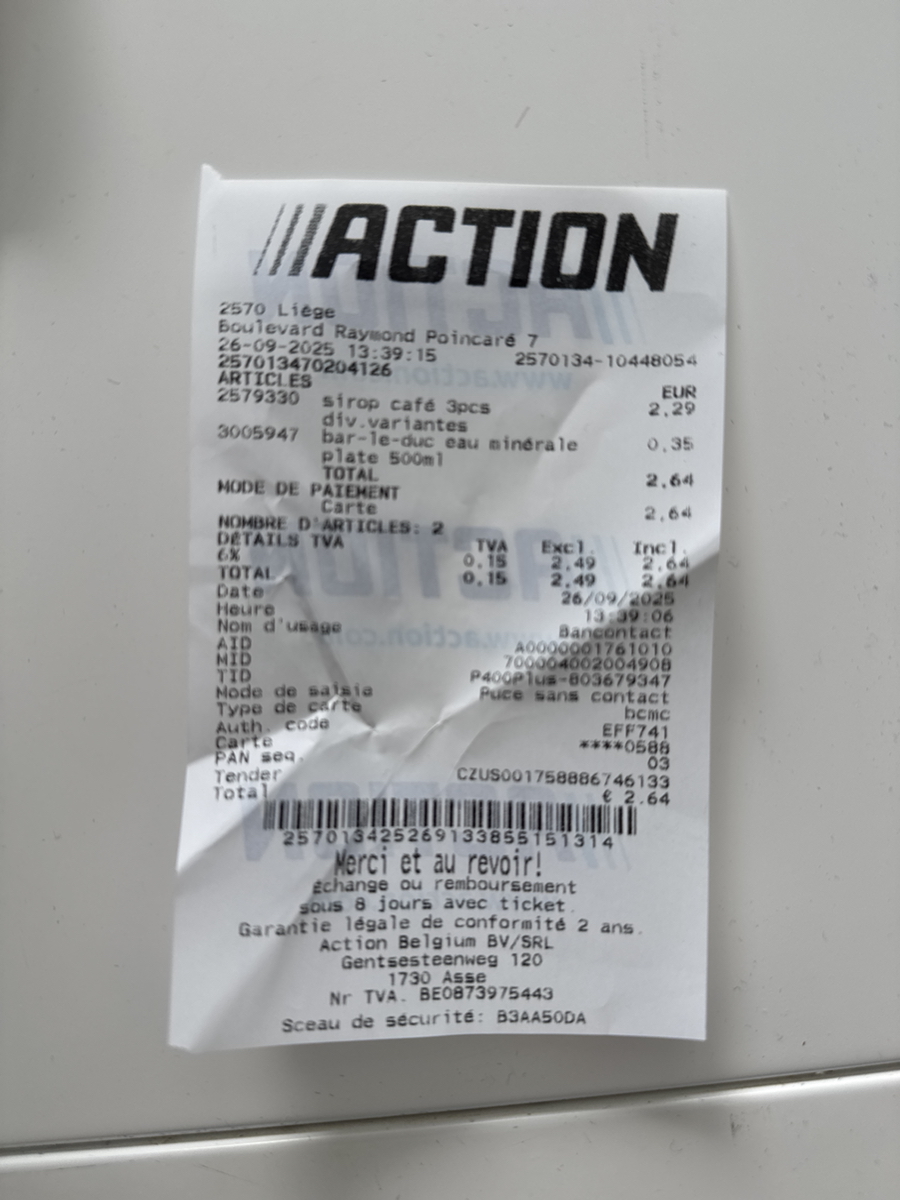 ACTION
2570 Liège
Boulevard Raymond Poincaré 7
26-09-2025 13:39:15 2570134-10448054
257013470204126
ARTICLES EUR
2579330 sirop café 3pcs 2,29
div.variantes
3005947 bar-le-duc eau minérale 0,35
plate 500ml
TOTAL 2,64
MODE DE PAIEMENT
Carte 2,64
NOMBRE D'ARTICLES: 2
DÉTAILS TVA TVA Excl. Incl.
6% 0,15 2,49 2,64
TOTAL 0,15 2,49 2,64
Date 26/09/2025
Heure 13:39:06
Nom d'usage Bancontact
AID A0000001761010
MID 700004002004908
TID P400Plus-803679347
Mode de saisie Puce sans contact
Type de carte bcmc
Auth. code EFF741
Carte ****0588
PAN seq. 03
Tender CZUS001758886746133
Total € 2.64
257013425269133855151314
Merci et au revoir!
Échange ou remboursement
sous 8 jours avec ticket.
Garantie légale de conformité 2 ans.
Action Belgium BV/SRL
Gentsesteenweg 120
1730 Asse
Nr TVA. BE0873975443
Sceau de sécurité: B3AA50DA